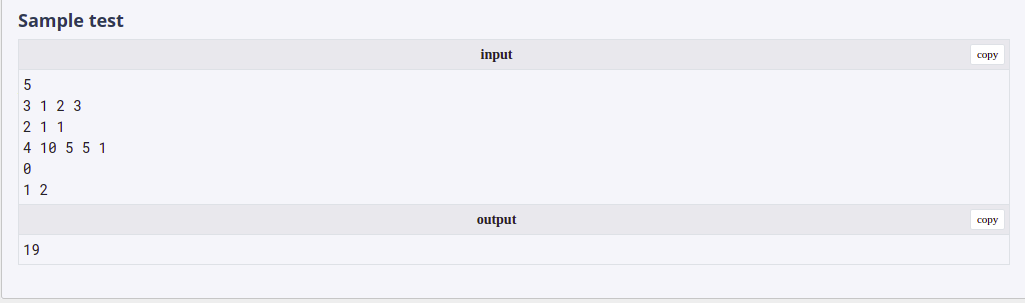 Sample test
input
copy
5
3 1 2 3
2 1 1
4 10 5 5 1
0
1 2
output
copy
19